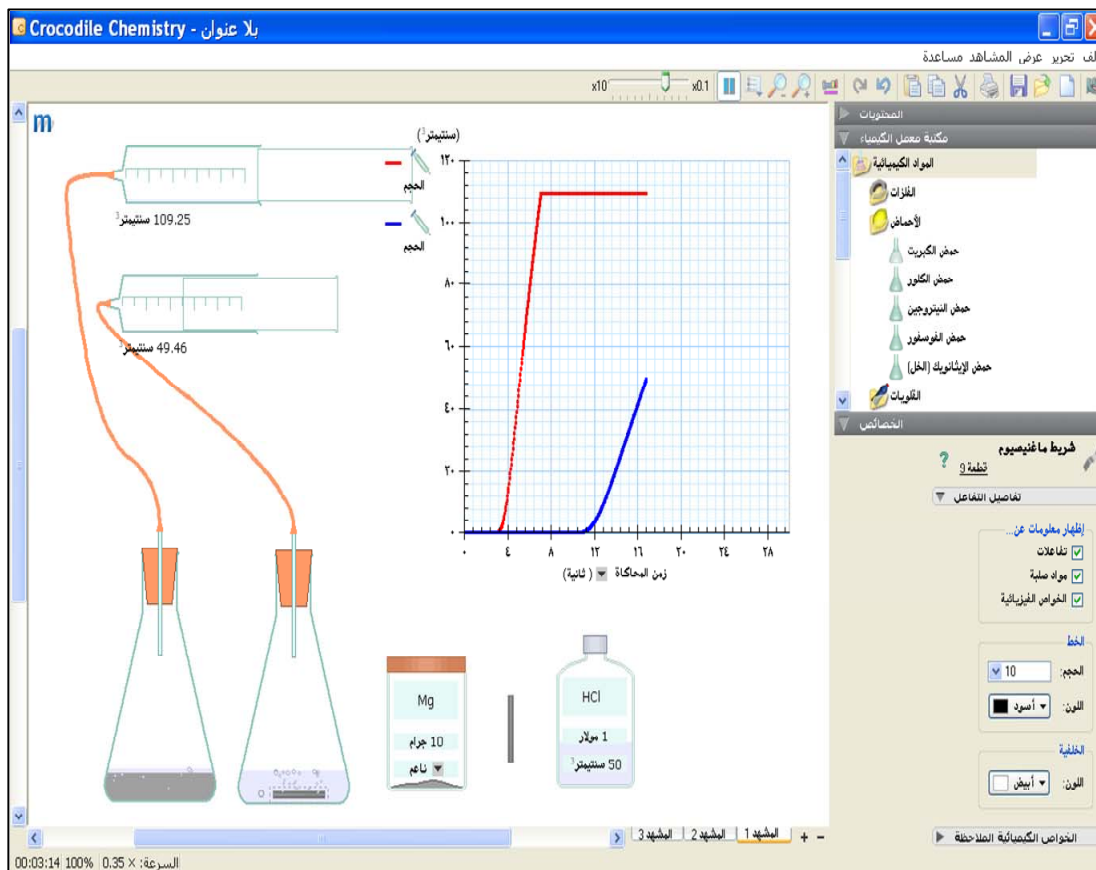 Crocodile Chemistry - بلا عنوان
لف تحرير عرض المشاهد مساعدة
x10
x0.1
m
109.25 سنتيمتر3
49.46 سنتيمتر3
(سنتيمتر3)
الحجم
الحجم
١٢٠
١٠٠
٨٠
٦٠
٤٠
٢٠
٠
٠ ٤ ٨ ١٢ ١٦ ٢٠ ٢٤ ٢٨
زمن المحاكاة (ثانية)
Mg
10 جرام
ناعم
HCl
1 مولار
50 سنتيمتر3
المحتويات
مكتبة معمل الكيمياء
المواد الكيميائية
الفلزات
الأحماض
حمض الكبريت
حمض الكلور
حمض النيتروجين
حمض الفوسفور
حمض الإيثانويك (الخل)
القلويات
الخصائص
شريط ماغنيسيوم
قطعة 9
?
تفاصيل التفاعل
إظهار معلومات عن...
تفاعلات
مواد صلبة
الخواص الفيزيائية
الخط
الحجم: 10
اللون: أسود
الخلفية
اللون: أبيض
الخواص الكيميائية الملاحظة
المشهد 1
المشهد 2
المشهد 3
+ −
00:03:14 100% السرعة: × 0.35